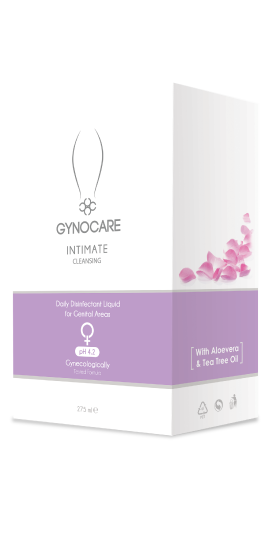 GYNOCARE
INTIMATE
CLEANSING
Daily Disinfectant Liquid
for Genital Areas
pH 4.2
Gynecologically
275 ml e
With Aloevera
& Tea Tree Oil